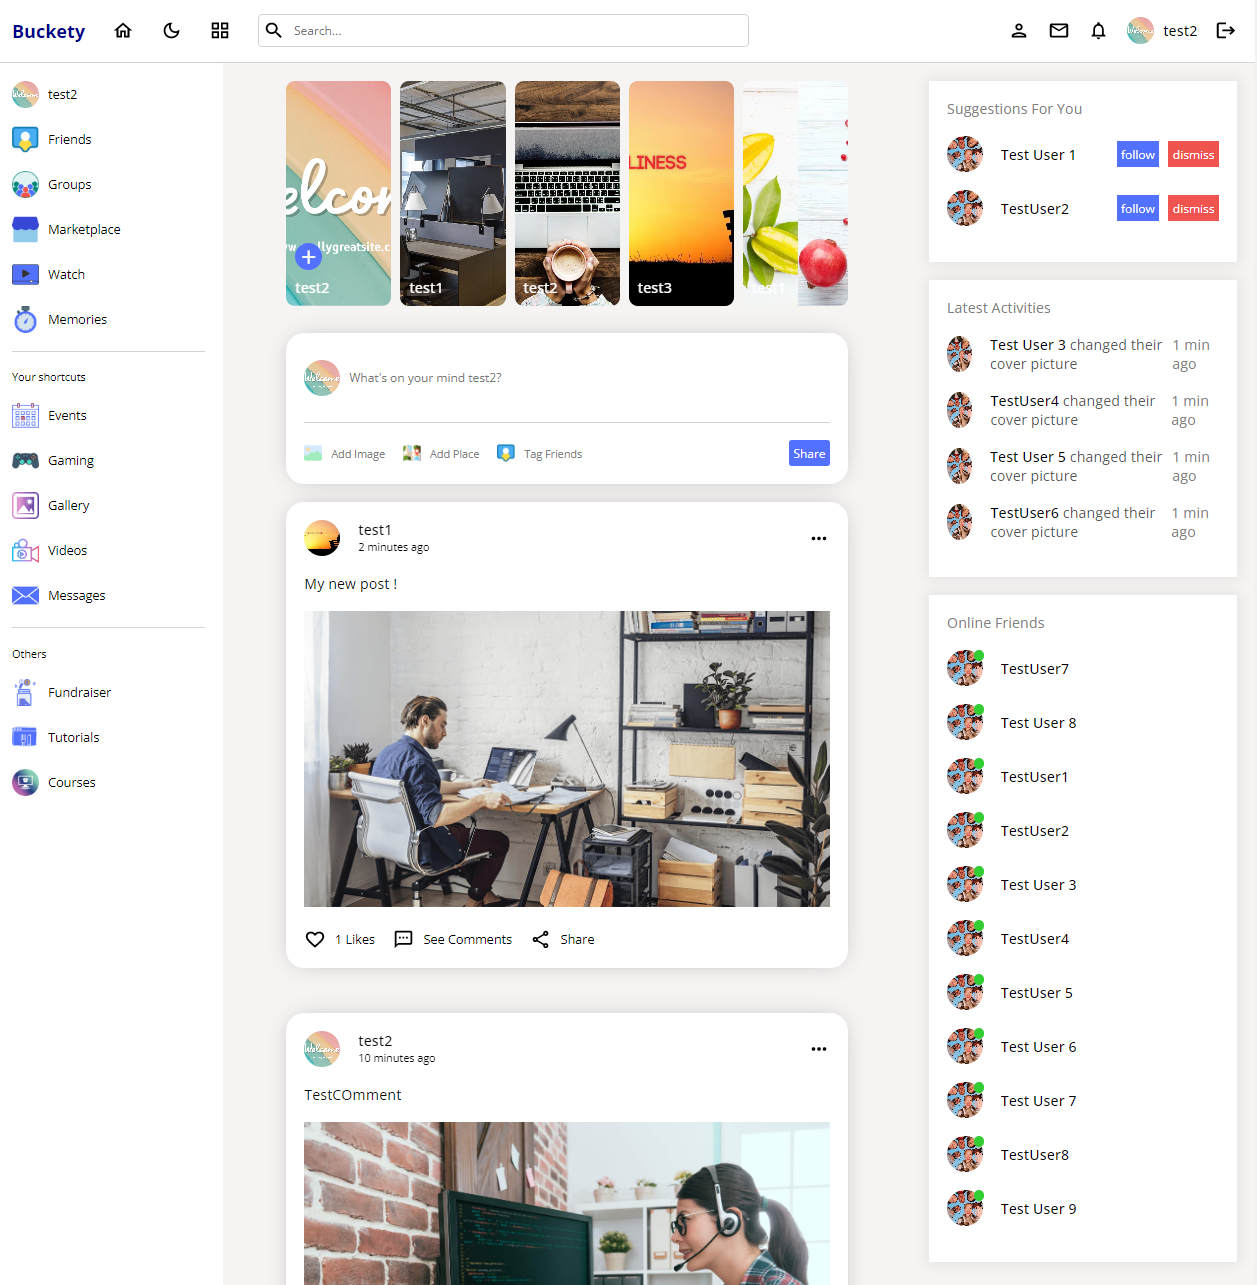 Buckety
Search...
test2
test2
Friends
Groups
Marketplace
Watch
Memories
Your shortcuts
Events
Gaming
Gallery
Videos
Messages
Others
Fundraiser
Tutorials
Courses
test2
test1
test2
LINESS
test3
test1
What's on your mind test2?
Add Image
Add Place
Tag Friends
Share
test1
2 minutes ago
My new post !
1 Likes
See Comments
Share
test2
10 minutes ago
TestCOmment
Suggestions For You
Test User 1
follow
dismiss
TestUser2
follow
dismiss
Latest Activities
Test User 3 changed their
cover picture
1 min
ago
TestUser4 changed their
cover picture
1 min
ago
Test User 5 changed their
cover picture
1 min
ago
TestUser6 changed their
cover picture
1 min
ago
Online Friends
TestUser7
Test User 8
TestUser1
TestUser2
Test User 3
TestUser4
TestUser 5
Test User 6
Test User 7
TestUser8
Test User 9